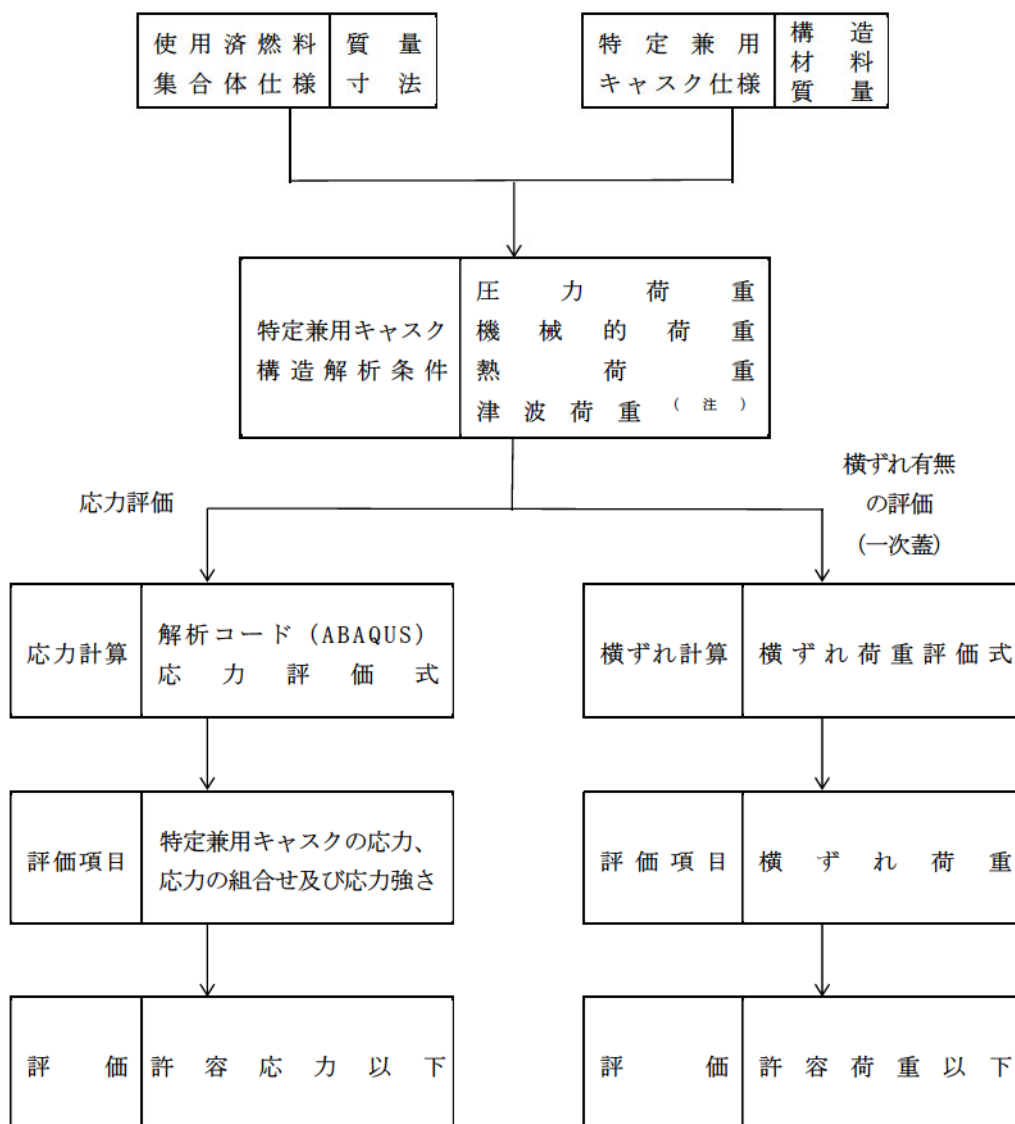 使用済燃料
集合体仕様
質量
寸法
特定兼用
キャスク仕様
構造
材料
質量
特定兼用キャスク
構造解析条件
圧力荷重
機械的荷重
熱荷重
津波荷重(注)
応力評価
横ずれ有無
の評価
(一次蓋)
応力計算
解析コード(ABAQUS)
応力評価式
横ずれ計算
横ずれ荷重評価式
評価項目
特定兼用キャスクの応力、
応力の組合せ及び応力強さ
評価項目
横ずれ荷重
評価
許容応力以下
評価
許容荷重以下